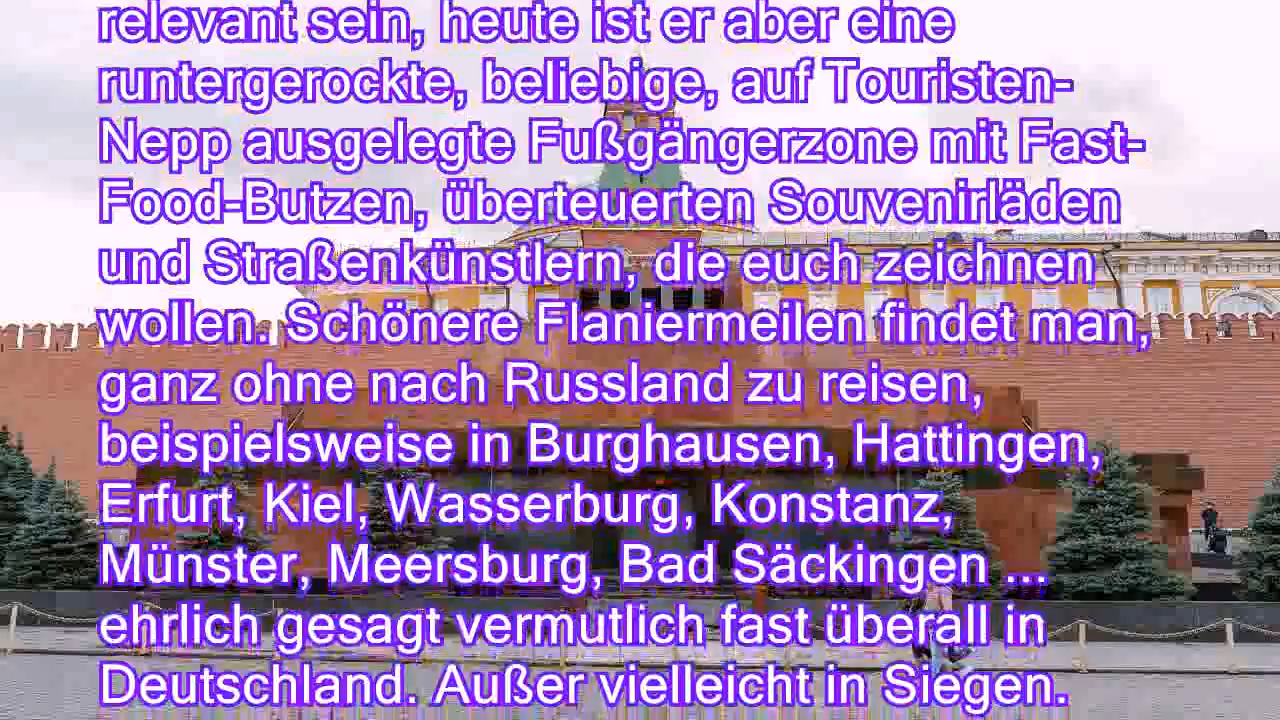 relevant sein, heute ist er aber eine
runtergerockte, beliebige, auf Touristen-
Nepp ausgelegte Fußgängerzone mit Fast-
Food-Butzen, überteuerten Souvenirläden
und Straßenkünstlern, die euch zeichnen
wollen. Schönere Flaniermeilen findet man,
ganz ohne nach Russland zu reisen,
beispielsweise in Burghausen, Hattingen,
Erfurt, Kiel, Wasserburg, Konstanz,
Münster, Meersburg, Bad Säckingen ...
ehrlich gesagt vermutlich fast überall in
Deutschland. Außer vielleicht in Siegen.